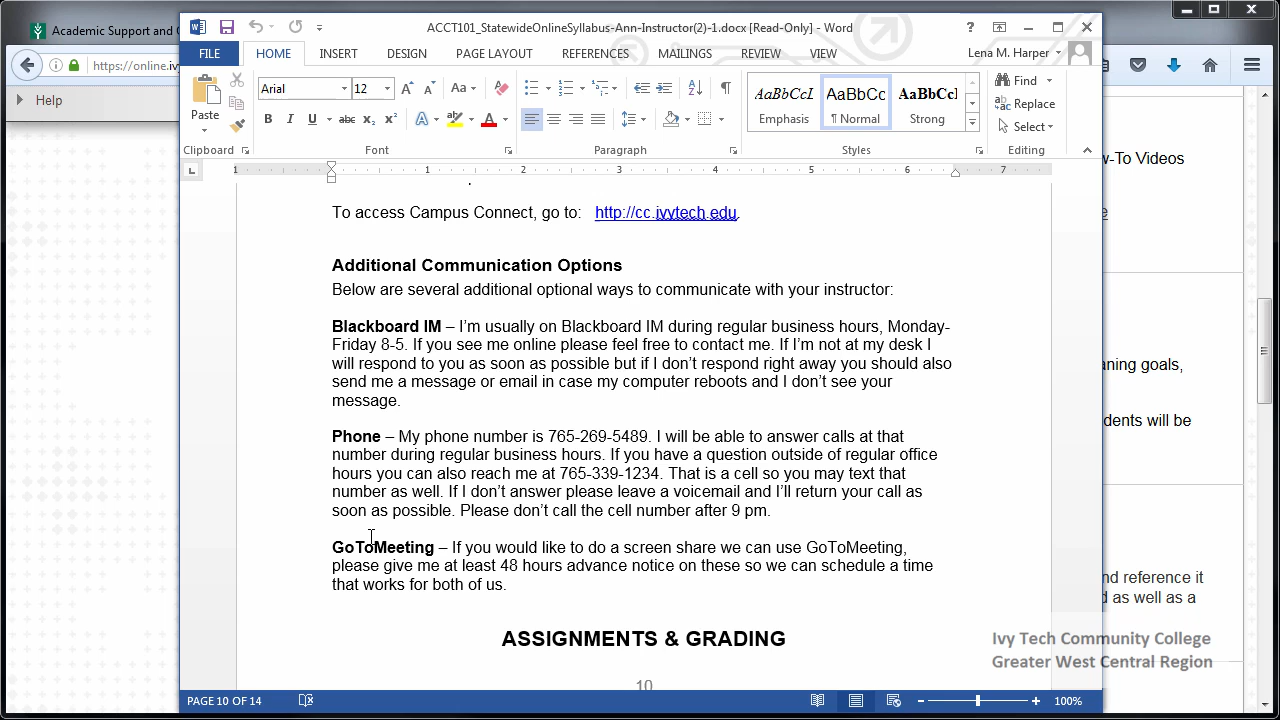 Academic Support and
https://online.iv
Help
ACCT101_StatewideOnlineSyllabus-Ann-Instructor(2)-1.docx [Read-Only] - Word
?
FILE HOME INSERT DESIGN PAGE LAYOUT REFERENCES MAILINGS REVIEW VIEW
Lena M. Harper
Paste
Arial 12
Clipboard Font Paragraph Styles Editing
AaBbCcI AaBbCc AaBbCcI
Emphasis ¶ Normal Strong
Find
Replace
Select
1 1 2 3 4 5 6 7
To access Campus Connect, go to: http://cc.ivytech.edu.
Additional Communication Options
Below are several additional optional ways to communicate with your instructor:
Blackboard IM – I’m usually on Blackboard IM during regular business hours, Monday-
Friday 8-5. If you see me online please feel free to contact me. If I’m not at my desk I
will respond to you as soon as possible but if I don’t respond right away you should also
send me a message or email in case my computer reboots and I don’t see your
message.
Phone – My phone number is 765-269-5489. I will be able to answer calls at that
number during regular business hours. If you have a question outside of regular office
hours you can also reach me at 765-339-1234. That is a cell so you may text that
number as well. If I don’t answer please leave a voicemail and I’ll return your call as
soon as possible. Please don’t call the cell number after 9 pm.
GoToMeeting – If you would like to do a screen share we can use GoToMeeting,
please give me at least 48 hours advance notice on these so we can schedule a time
that works for both of us.
ASSIGNMENTS & GRADING
10
w-To Videos
e
aning goals,
dents will be
nd reference it
d as well as a
Ivy Tech Community College
Greater West Central Region
PAGE 10 OF 14
100%